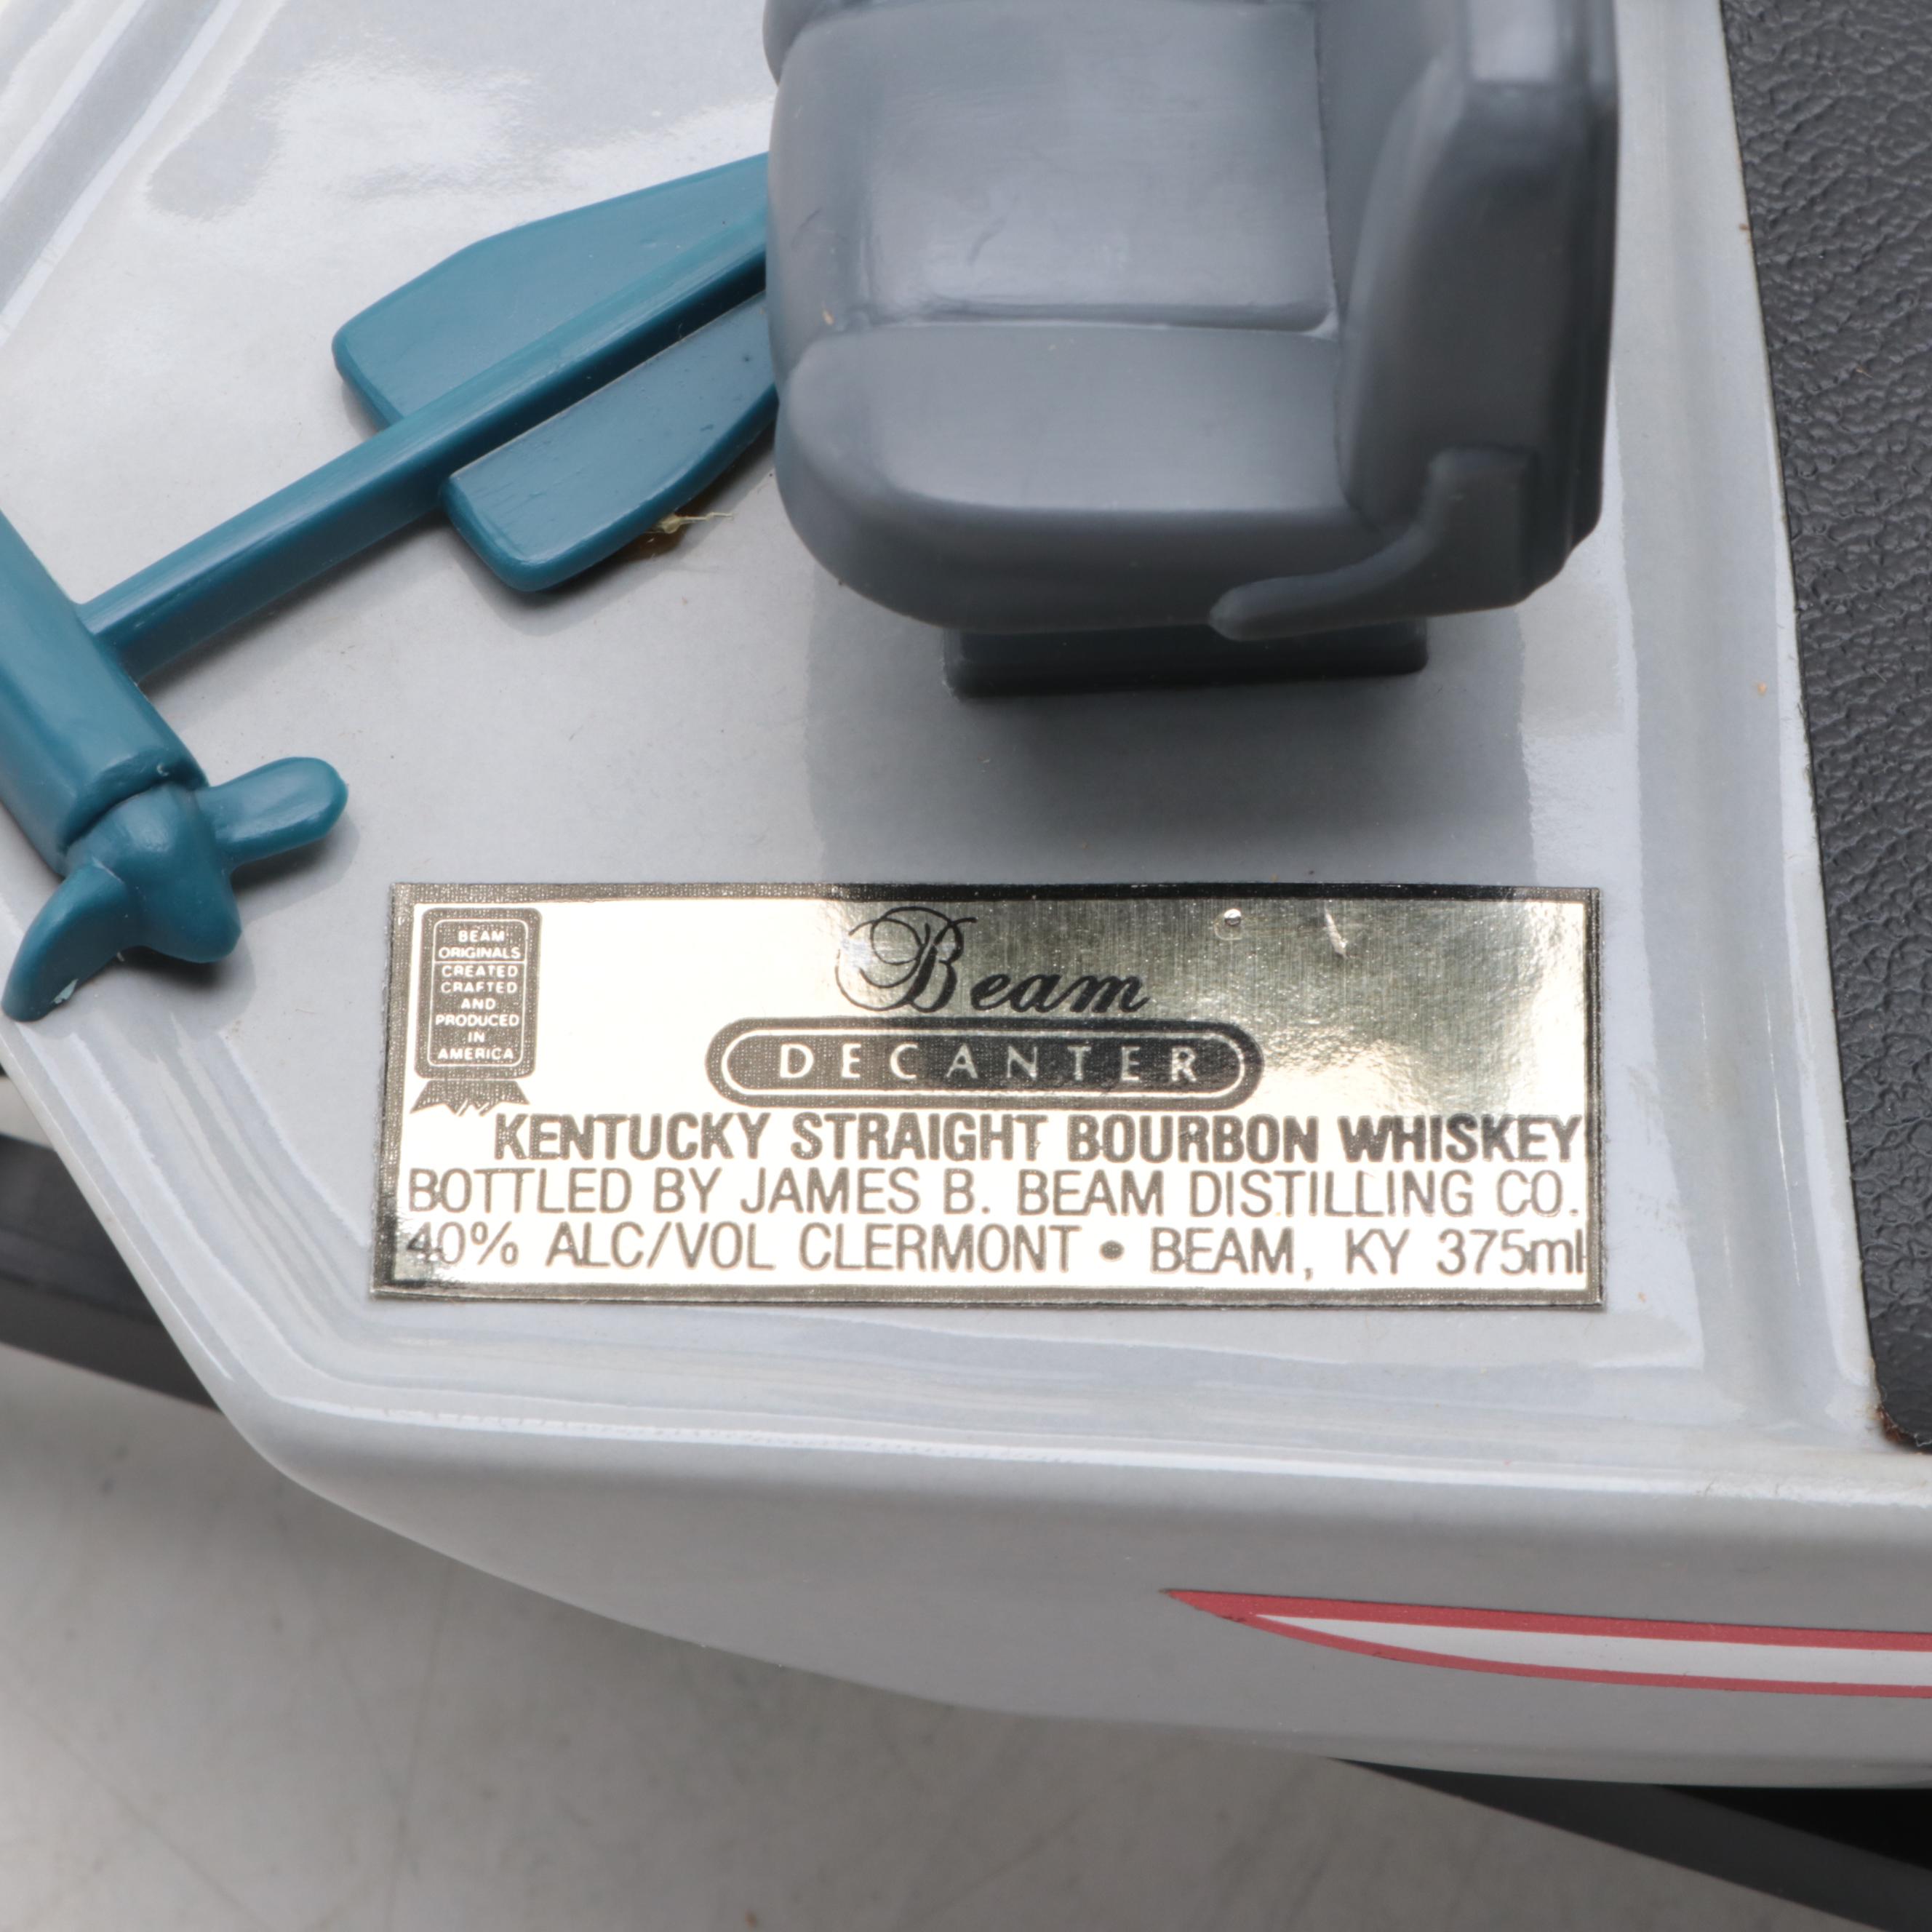 BEAM
ORIGINALS
CREATED
CRAFTED
AND
PRODUCED
IN
AMERICA
Beam
DECANTER
KENTUCKY STRAIGHT BOURBON WHISKEY
BOTTLED BY JAMES B. BEAM DISTILLING CO.
40% ALC/VOL CLERMONT • BEAM, KY 375ml